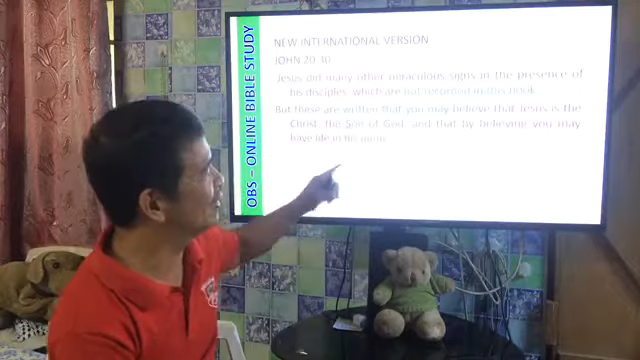 OBS – ONLINE BIBLE STUDY
NEW INTERNATIONAL VERSION
JOHN 20:30
Jesus did many other miraculous signs in the presence of
his disciples, which are not recorded in this book.
But these are written that you may believe that Jesus is the
Christ, the Son of God, and that by believing you may
have life in his name.